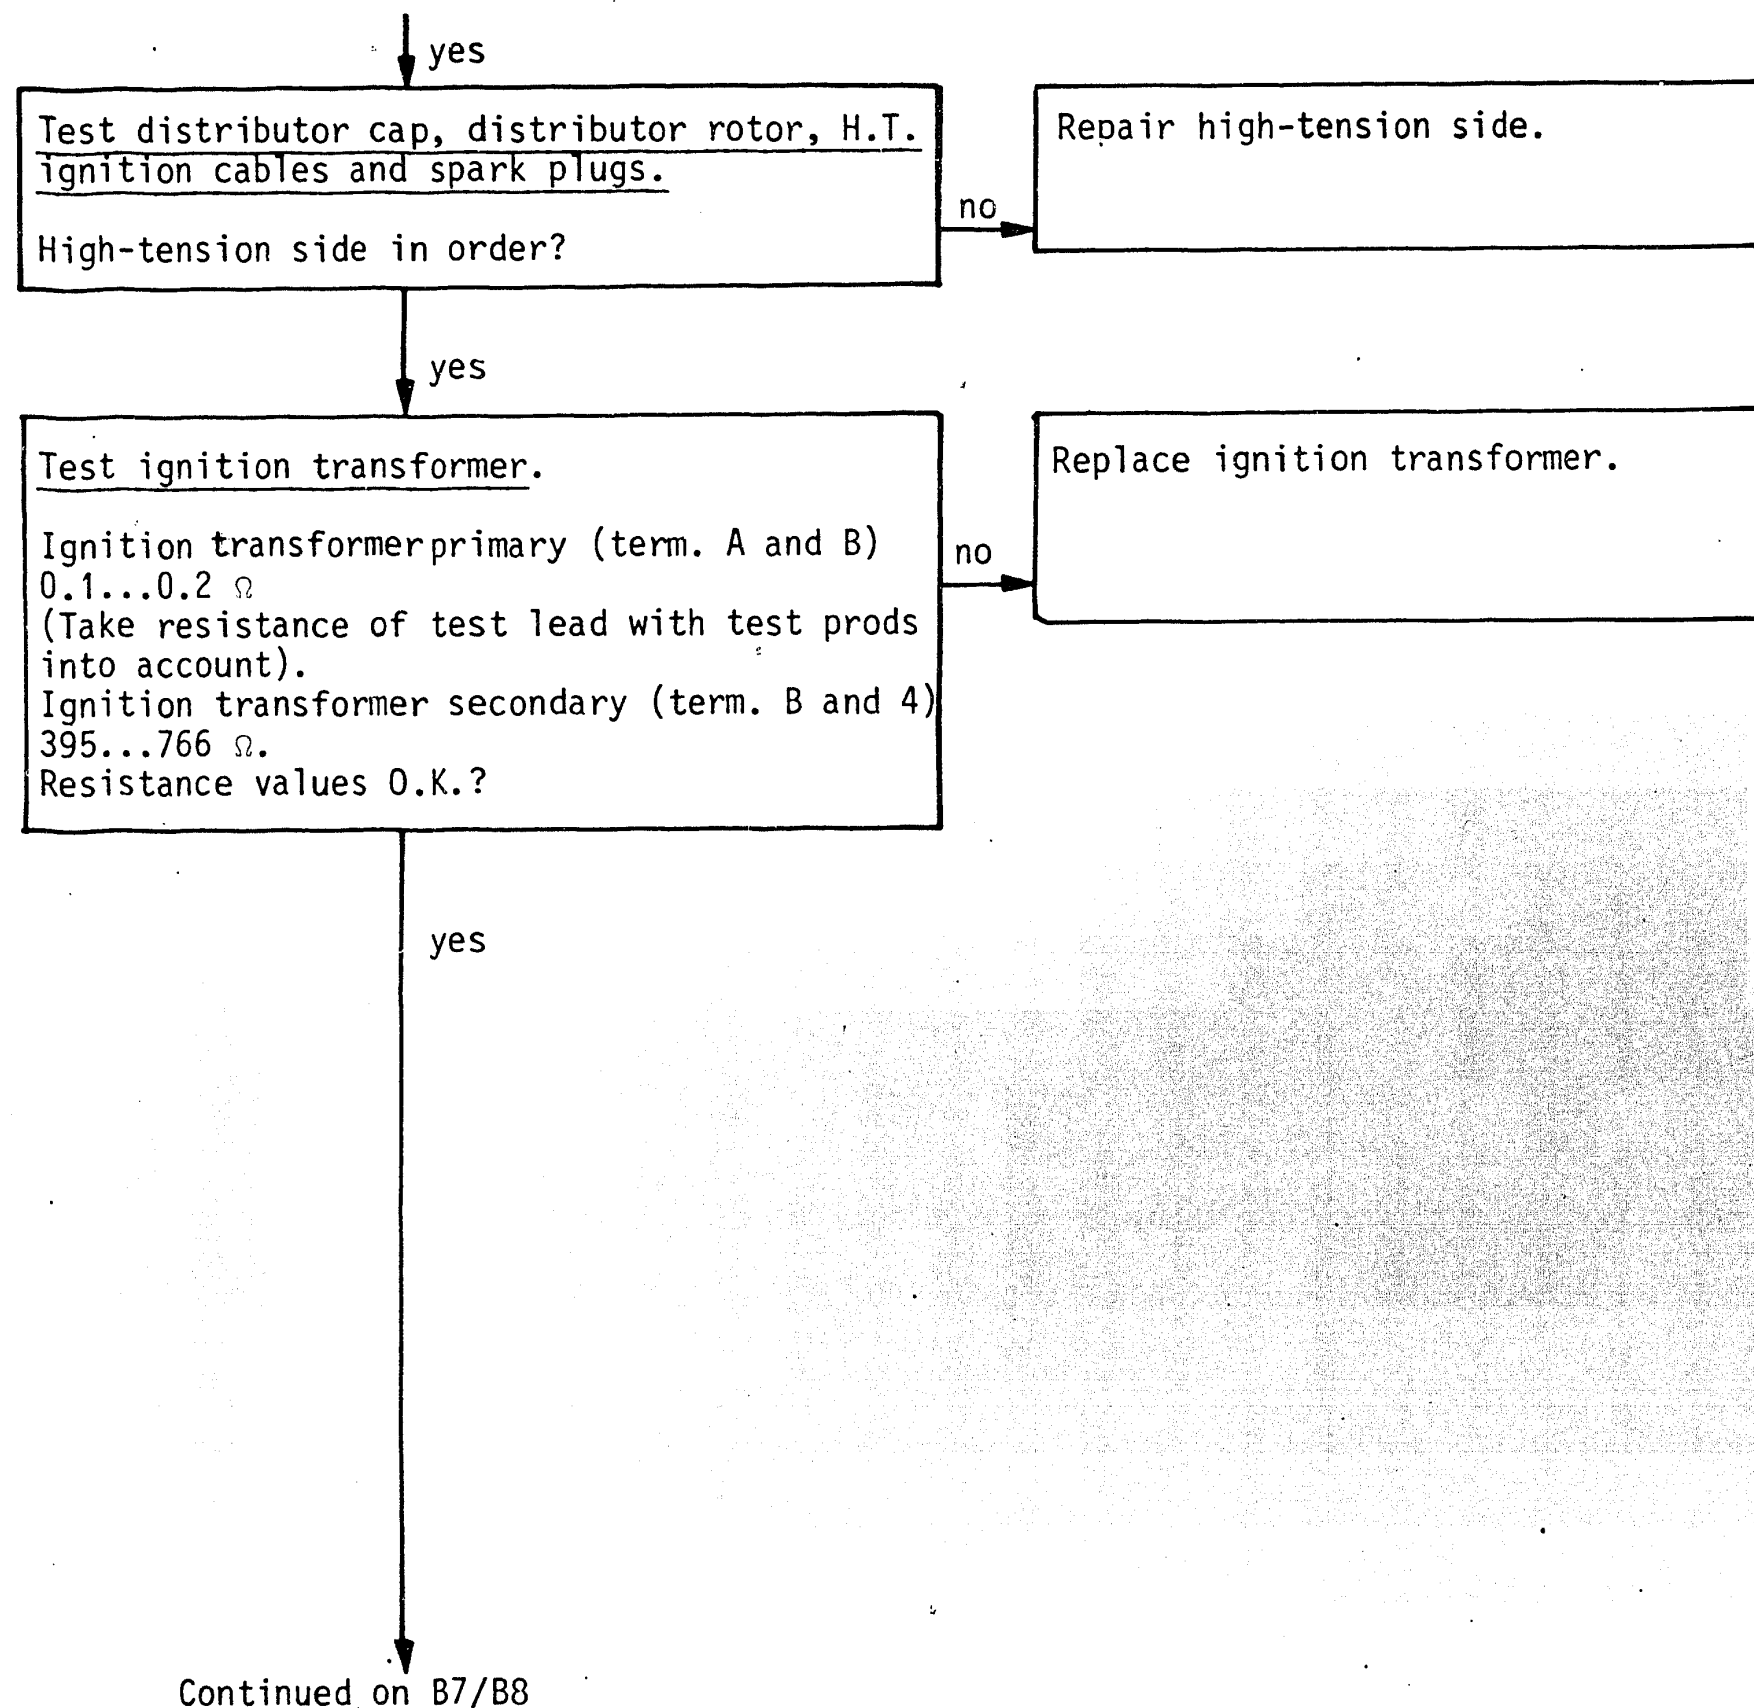 yes
Test distributor cap, distributor rotor, H.T.
ignition cables and spark plugs.
High-tension side in order?
no
Repair high-tension side.
yes
Test ignition transformer.
Ignition transformer primary (term. A and B)
0.1...0.2 Ω
(Take resistance of test lead with test prods
into account).
Ignition transformer secondary (term. B and 4)
395...766 Ω.
Resistance values O.K.?
no
Replace ignition transformer.
yes
Continued on B7/B8